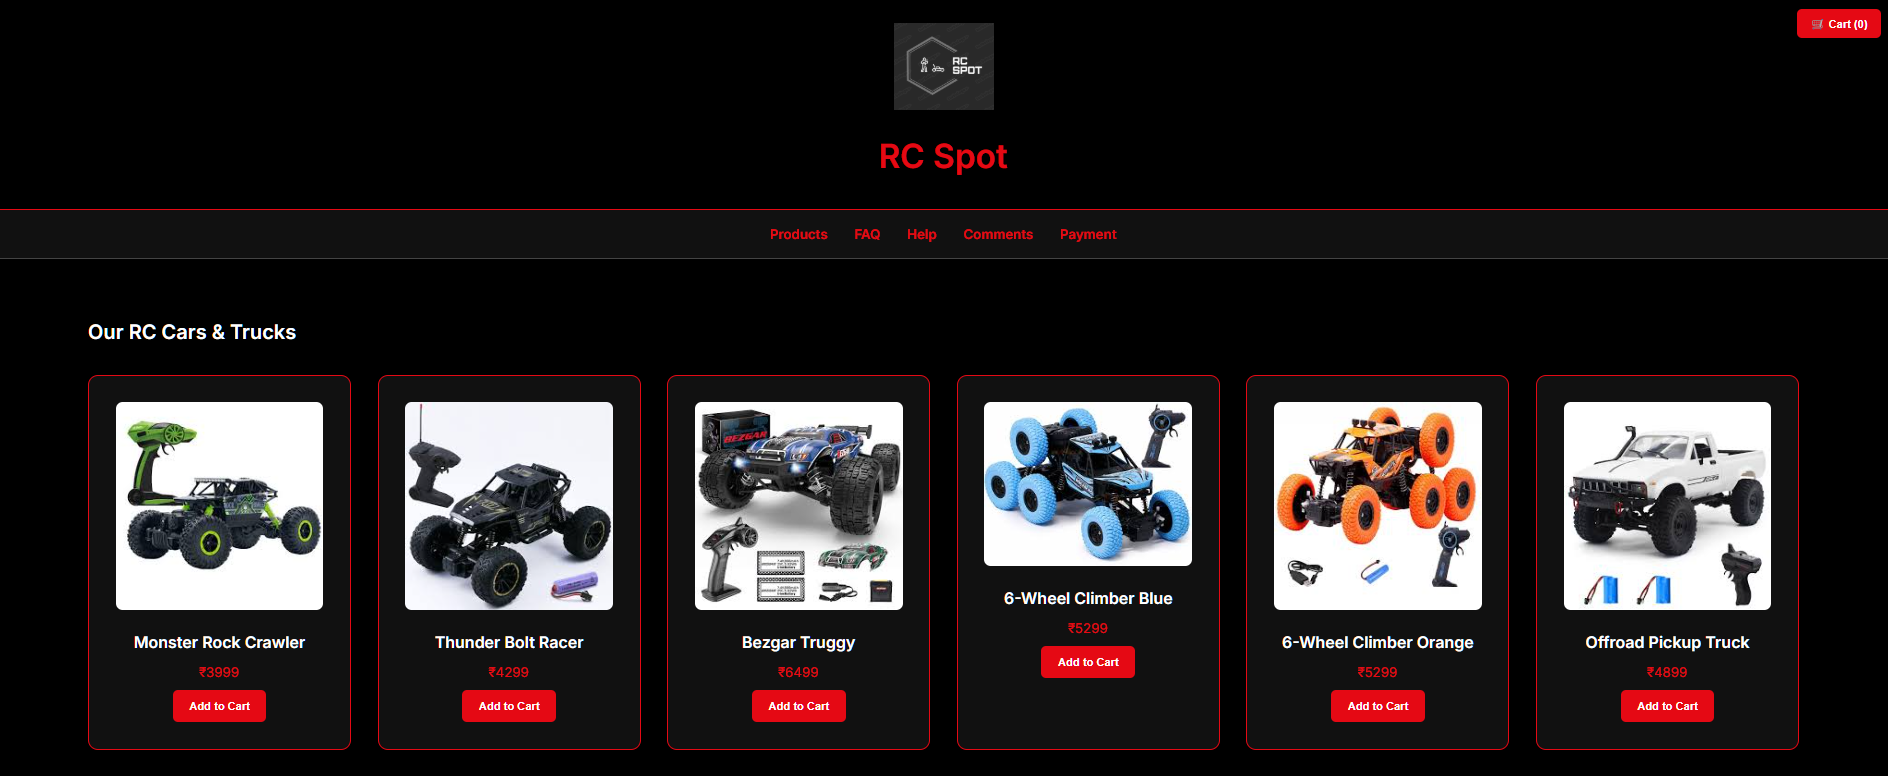 Cart (0)
RC
SPOT
RC Spot
Products FAQ Help Comments Payment
Our RC Cars & Trucks
BEZGAR
Monster Rock Crawler
₹3999
Add to Cart
Thunder Bolt Racer
₹4299
Add to Cart
Bezgar Truggy
₹6499
Add to Cart
6-Wheel Climber Blue
₹5299
Add to Cart
6-Wheel Climber Orange
₹5299
Add to Cart
Offroad Pickup Truck
₹4899
Add to Cart